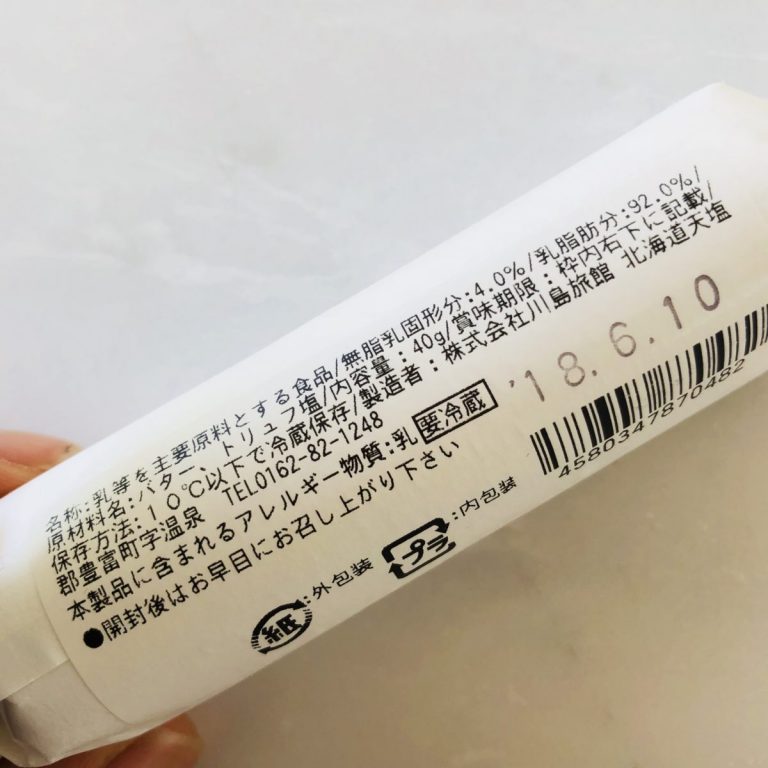 名称:乳等を主要原料とする食品/無脂乳固形分:4.0%/乳脂肪分:92.0%/
原材料名:バター、トリュフ塩/内容量:40g/賞味期限:枠内右下に記載/
保存方法:10℃以下で冷蔵保存/製造者:株式会社川島旅館 北海道天塩
郡豊富町字温泉 TEL0162-82-1248
本製品に含まれるアレルギー物質:乳 要冷蔵
●開封後はお早目にお召し上がり下さい
'18.6.10
4580347870482
紙:外包装 プラ:内包装